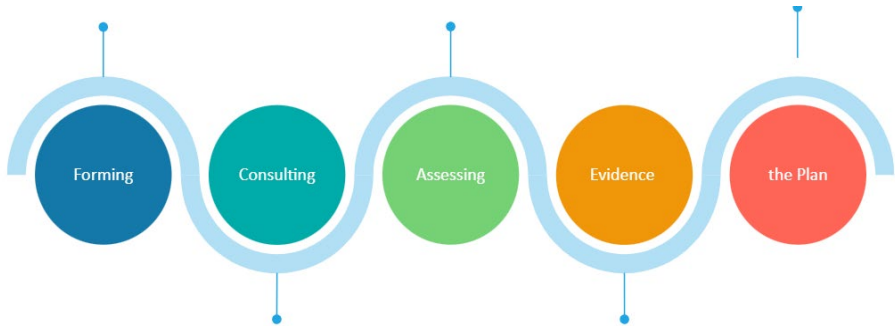 Forming
Consulting
Assessing
Evidence
the Plan